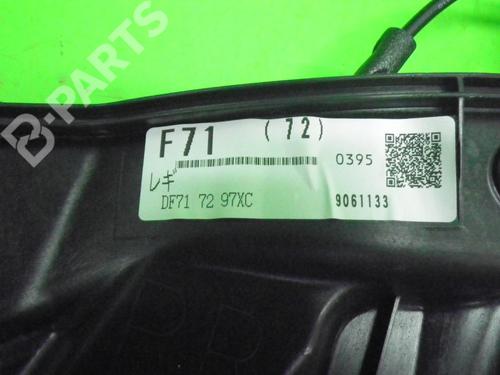 B-PARTS
F71 (72)
0395
レギ
DF71 72 97XC
9061133